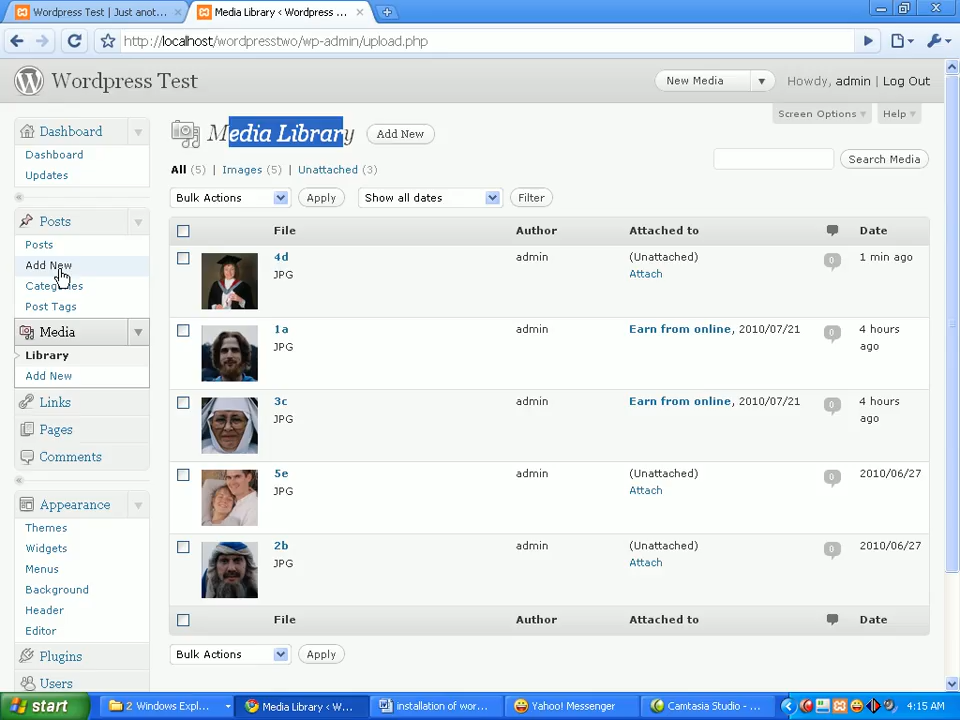 Wordpress Test | Just anot...
Media Library ‹ Wordpress ...
http://localhost/wordpresstwo/wp-admin/upload.php
Wordpress Test
New Media
Howdy, admin | Log Out
Screen Options
Help
Dashboard
Dashboard
Updates
Posts
Posts
Add New
Categories
Post Tags
Media
Library
Add New
Links
Pages
Comments
Appearance
Themes
Widgets
Menus
Background
Header
Editor
Plugins
Users
Media Library
Add New
All (5) | Images (5) | Unattached (3)
Search Media
Bulk Actions
Apply
Show all dates
Filter
File Author Attached to Date
4d admin (Unattached) 0 1 min ago
JPG Attach
1a admin Earn from online, 2010/07/21 0 4 hours
JPG ago
3c admin Earn from online, 2010/07/21 0 4 hours
JPG ago
5e admin (Unattached) 0 2010/06/27
JPG Attach
2b admin (Unattached) 0 2010/06/27
JPG Attach
File Author Attached to Date
Bulk Actions
Apply
start
2 Windows Expl...
Media Library ‹ W...
installation of wor...
Yahoo! Messenger
Camtasia Studio - ...
4:15 AM